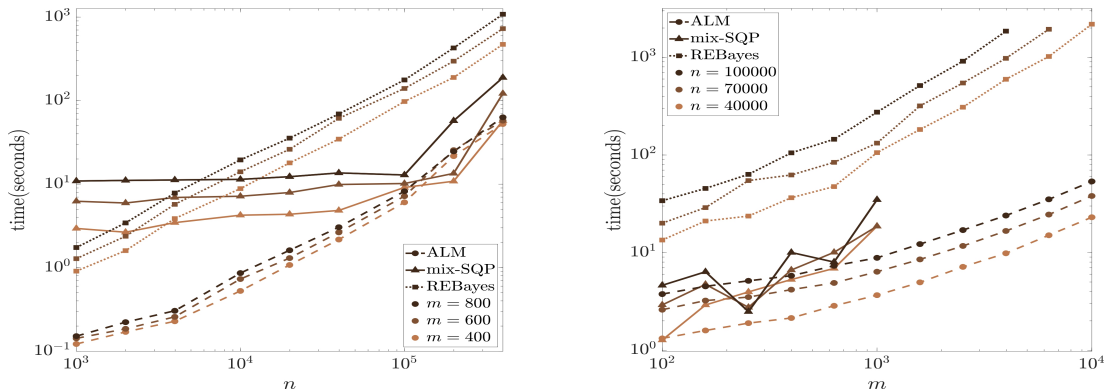 10^3
10^2
10^1
10^0
10^{-1}
time(seconds)
10^3
10^4
10^5
n
ALM
mix-SQP
REBayes
m = 800
m = 600
m = 400
10^3
10^2
10^1
10^0
time(seconds)
10^2
10^3
10^4
m
ALM
mix-SQP
REBayes
n = 100000
n = 70000
n = 40000